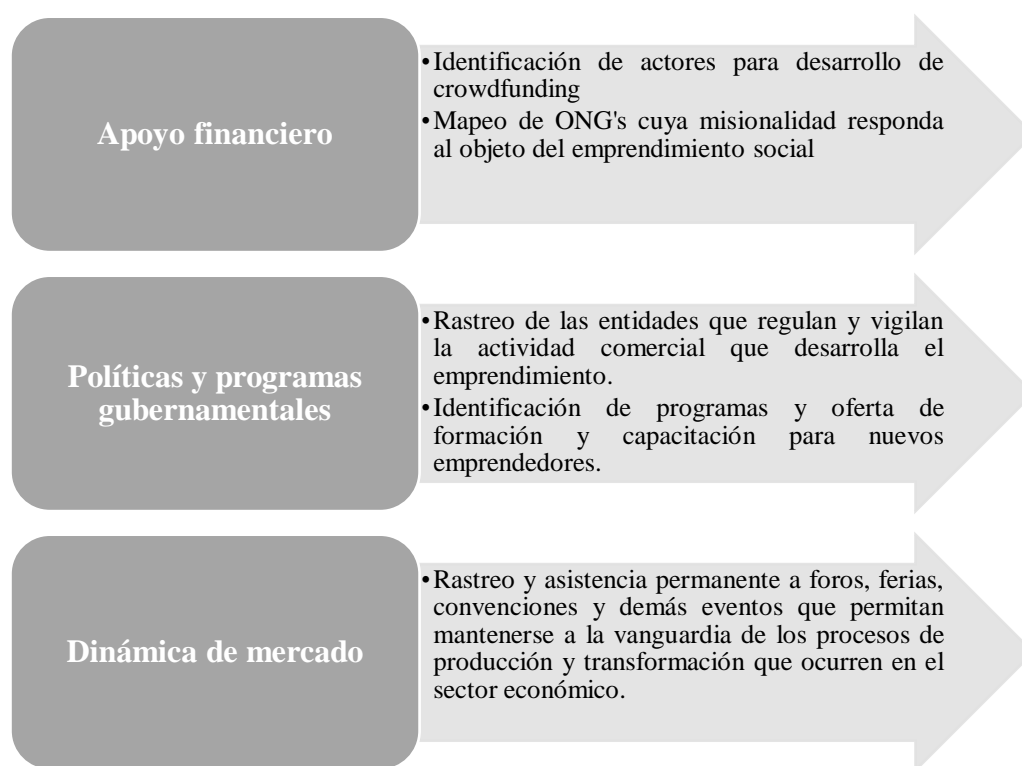 Apoyo financiero
•Identificación de actores para desarrollo de
crowdfunding
•Mapeo de ONG's cuya misionalidad responda
al objeto del emprendimiento social
Políticas y programas
gubernamentales
•Rastreo de las entidades que regulan y vigilan
la actividad comercial que desarrolla el
emprendimiento.
•Identificación de programas y oferta de
formación y capacitación para nuevos
emprendedores.
Dinámica de mercado
•Rastreo y asistencia permanente a foros, ferias,
convenciones y demás eventos que permitan
mantenerse a la vanguardia de los procesos de
producción y transformación que ocurren en el
sector económico.